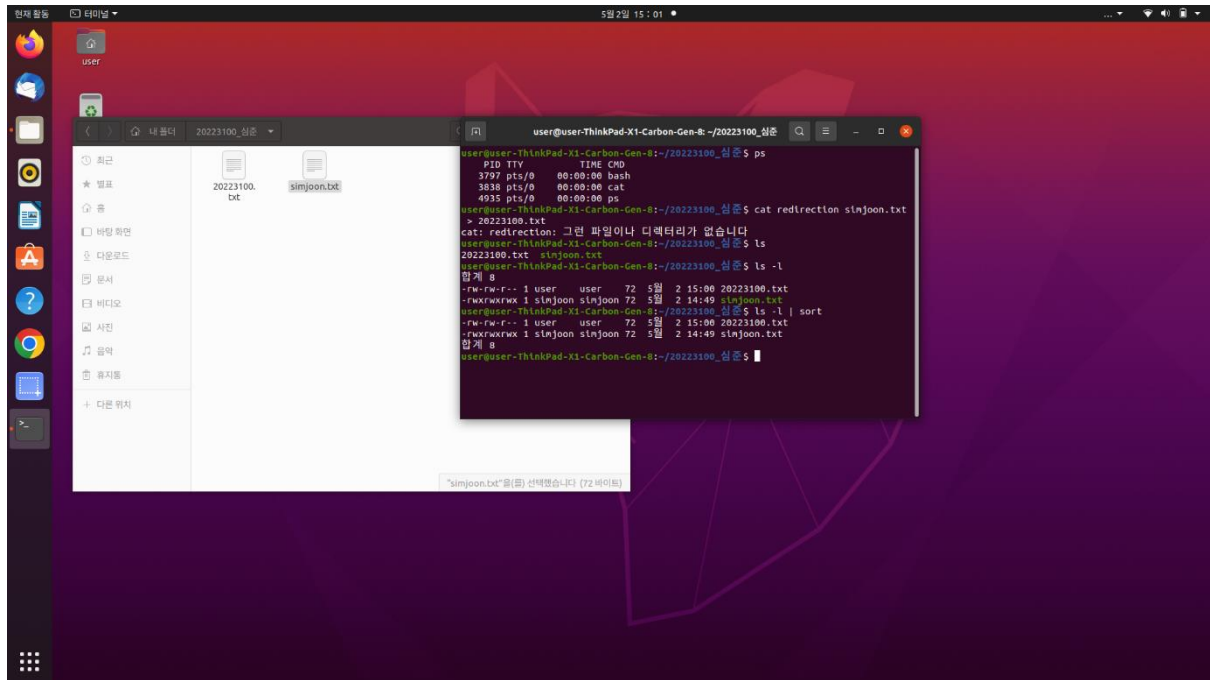 현재 활동
터미널
5월 2일 15 : 01
...
user
내 폴더
20223100_심준
최근
별표
홈
바탕 화면
다운로드
문서
비디오
사진
음악
휴지통
+ 다른 위치
20223100.
txt
simjoon.txt
"simjoon.txt"을(를) 선택했습니다 (72 바이트)
user@user-ThinkPad-X1-Carbon-Gen-8: ~/20223100_심준
user@user-ThinkPad-X1-Carbon-Gen-8:~/20223100_심준$ ps
PID TTY TIME CMD
3797 pts/0 00:00:00 bash
3838 pts/0 00:00:00 cat
4935 pts/0 00:00:00 ps
user@user-ThinkPad-X1-Carbon-Gen-8:~/20223100_심준$ cat redirection simjoon.txt
> 20223100.txt
cat: redirection: 그런 파일이나 디렉터리가 없습니다
user@user-ThinkPad-X1-Carbon-Gen-8:~/20223100_심준$ ls
20223100.txt simjoon.txt
user@user-ThinkPad-X1-Carbon-Gen-8:~/20223100_심준$ ls -l
합계 8
-rw-rw-r-- 1 user user 72 5월 2 15:00 20223100.txt
-rwxrwxrwx 1 simjoon simjoon 72 5월 2 14:49 simjoon.txt
user@user-ThinkPad-X1-Carbon-Gen-8:~/20223100_심준$ ls -l | sort
-rw-rw-r-- 1 user user 72 5월 2 15:00 20223100.txt
-rwxrwxrwx 1 simjoon simjoon 72 5월 2 14:49 simjoon.txt
합계 8
user@user-ThinkPad-X1-Carbon-Gen-8:~/20223100_심준$